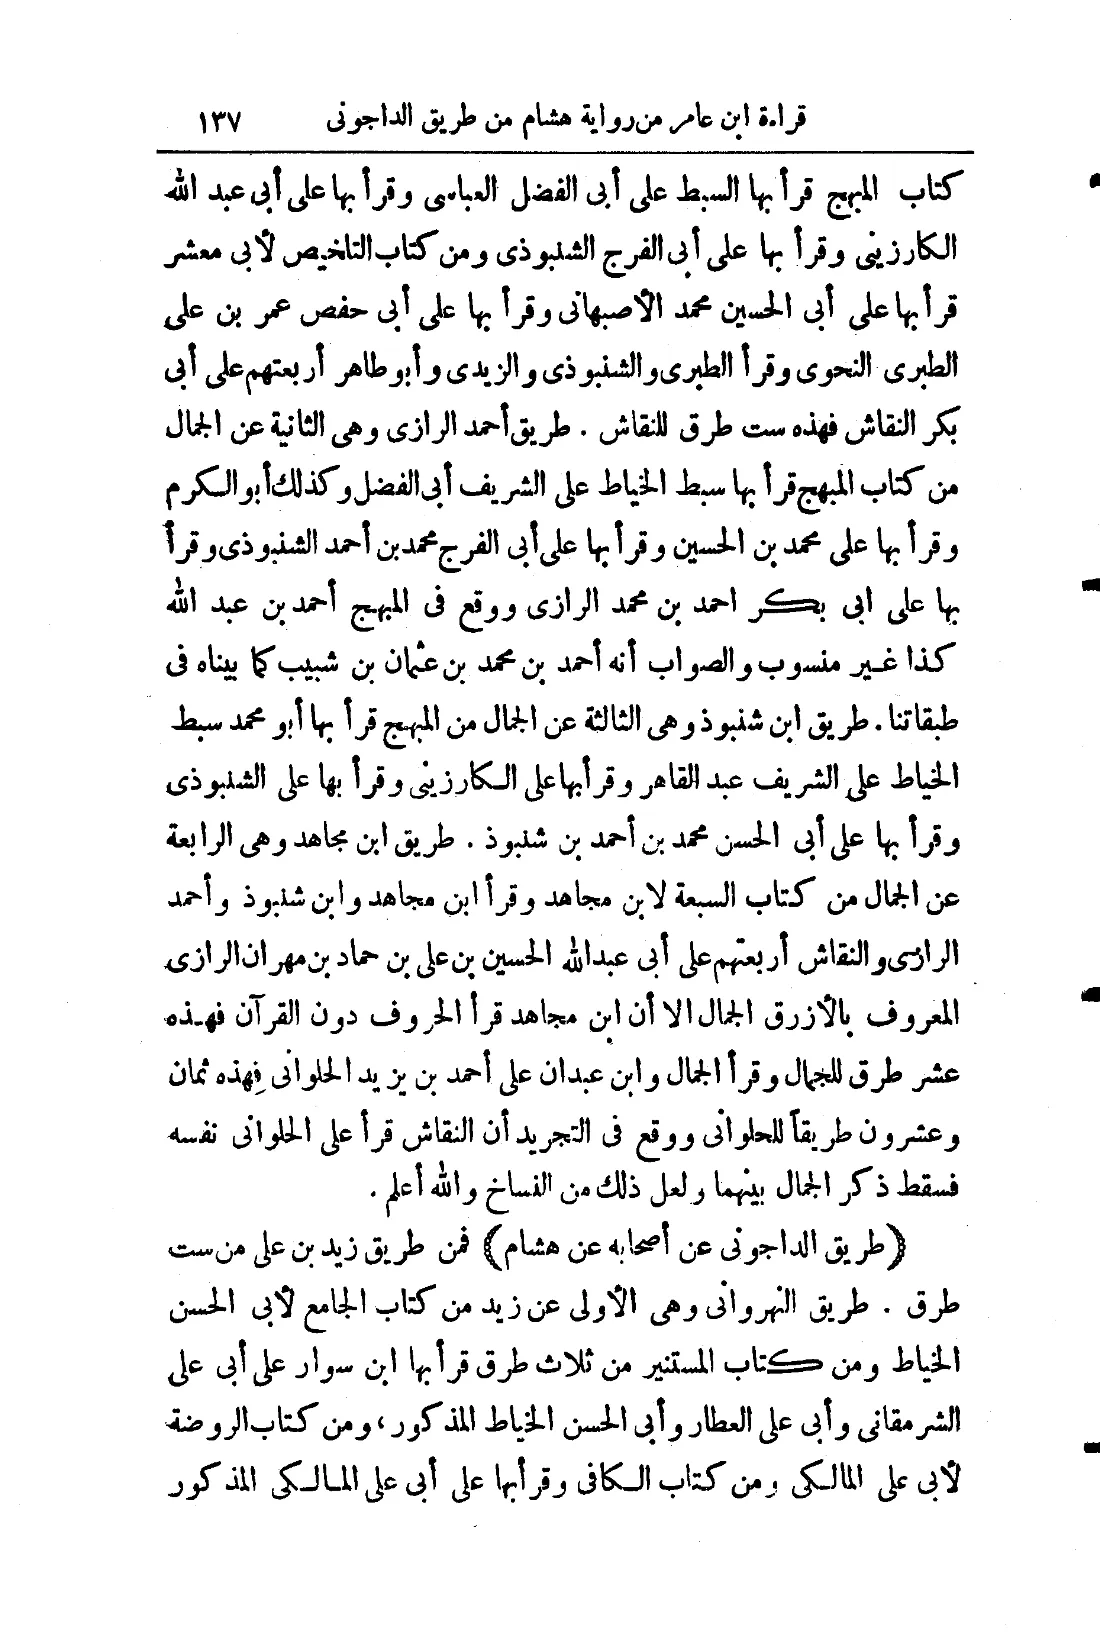 قراءة ابن عامر من رواية هشام من طريق الداجونى ١٣٧
كتاب المبهج قرأ بها السبط على أبى الفضل العباسى وقرأ بها على أبى عبد الله
الكارزينى وقرأ بها على أبى الفرج الشنبوذى ومن كتاب التلخيص لأبى معشر
قرأ بها على أبى الحسين محمد الأصبهانى وقرأ بها على أبى حفص عمر بن على
الطبرى النحوى وقرأ الطبرى والشنبوذى والزيدى وأبو طاهر أربعتهم على أبى
بكر النقاش فهذه ست طرق للنقاش . طريق أحمد الرازى وهى الثانية عن الجمال
من كتاب المبهج قرأ بها سبط الخياط على الشريف أبى الفضل وكذلك أبو الكرم
وقرأ بها على محمد بن الحسين وقرأ بها على أبى الفرج محمد بن أحمد الشنبوذى وقرأ
بها على ابى بكر احمد بن محمد الرازى ووقع فى المبهج أحمد بن عبد الله
كذا غير منسوب والصواب أنه أحمد بن محمد بن عثمان بن شبيب كما بيناه فى
طبقاتنا . طريق ابن شنبوذ وهى الثالثة عن الجمال من المبهج قرأ بها أبو محمد سبط
الخياط على الشريف عبد القاهر وقرأ بها على الكارزينى وقرأ بها على الشنبوذى
وقرأ بها على أبى الحسن محمد بن أحمد بن شنبوذ . طريق ابن مجاهد وهى الرابعة
عن الجمال من كتاب السبعة لابن مجاهد وقرأ ابن مجاهد وابن شنبوذ وأحمد
الرازى والنقاش أربعتهم على أبى عبد الله الحسين بن على بن حماد بن مهران الرازى
المعروف بالأزرق الجمال الا أن ابن مجاهد قرأ الحروف دون القرآن فهذه
عشر طرق للجمال وقرأ الجمال وابن عبدان على أحمد بن يزيد الحلوانى فهذه ثمان
وعشرون طريقاً للحلوانى ووقع فى التجريد أن النقاش قرأ على الحلوانى نفسه
فسقط ذكر الجمال بينهما ولعل ذلك من النساخ والله أعلم .
(طريق الداجونى عن أصحابه عن هشام) فمن طريق زيد بن على من ست
طرق . طريق النهروانى وهى الأولى عن زيد من كتاب الجامع لأبى الحسن
الخياط ومن كتاب المستنير من ثلاث طرق قرأ بها ابن سوار على أبى على
الشرمقانى وأبى على العطار وأبى الحسن الخياط المذكور، ومن كتاب الروضة
لأبى على المالكى ومن كتاب الكافى وقرأ بها على أبى على المالكى المذكور